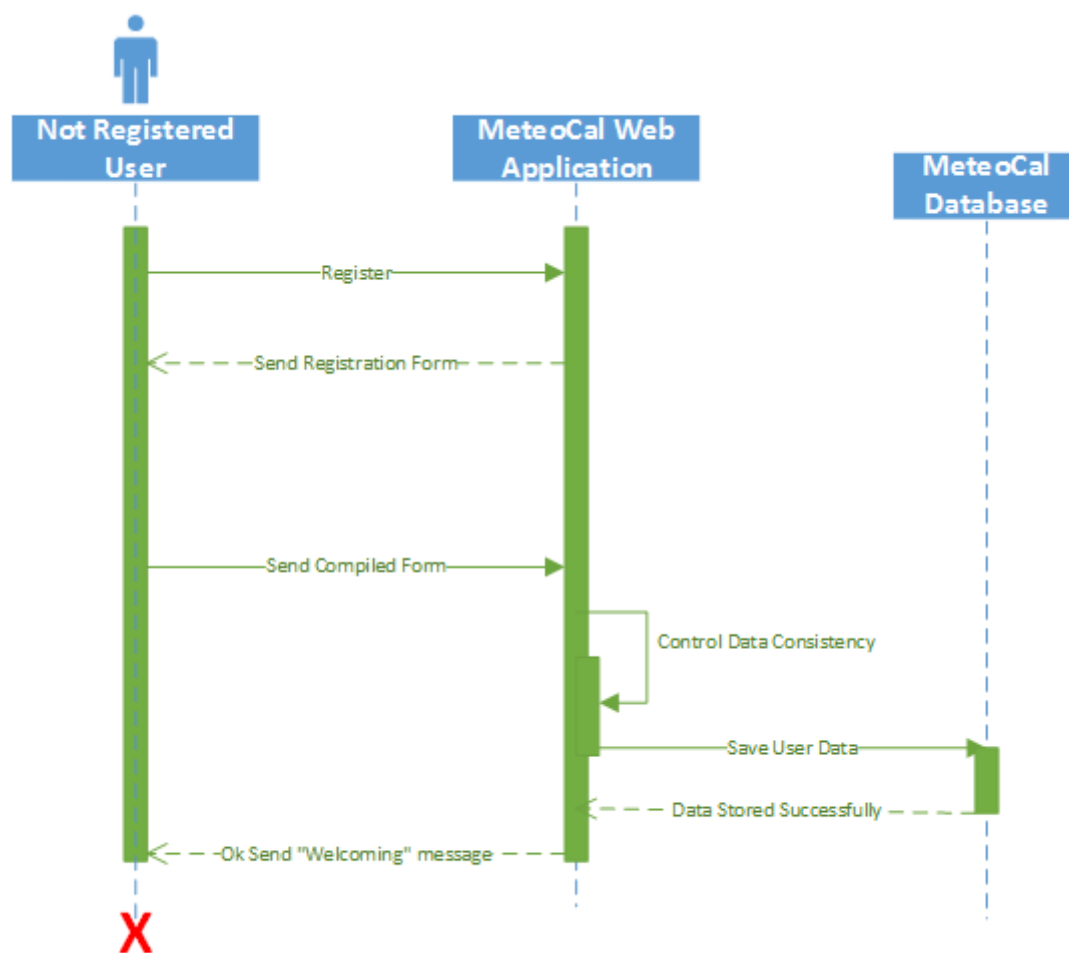 Not Registered
User
MeteoCal Web
Application
MeteoCal
Database
Register
Send Registration Form
Send Compiled Form
Control Data Consistency
Save User Data
Data Stored Successfully
Ok Send "Welcoming" message
X